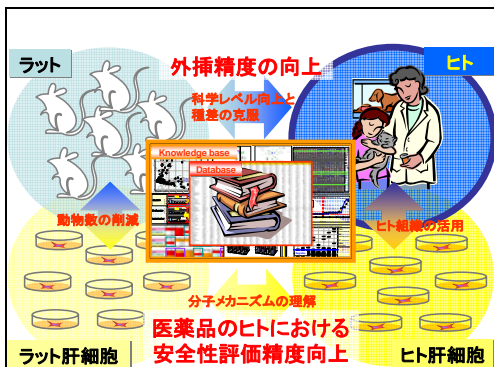 ラット
外挿精度の向上
ヒト
科学レベル向上と
種差の克服
Knowledge base
Database
動物数の削減
ヒト組織の活用
分子メカニズムの理解
医薬品のヒトにおける
安全性評価精度向上
ラット肝細胞
ヒト肝細胞